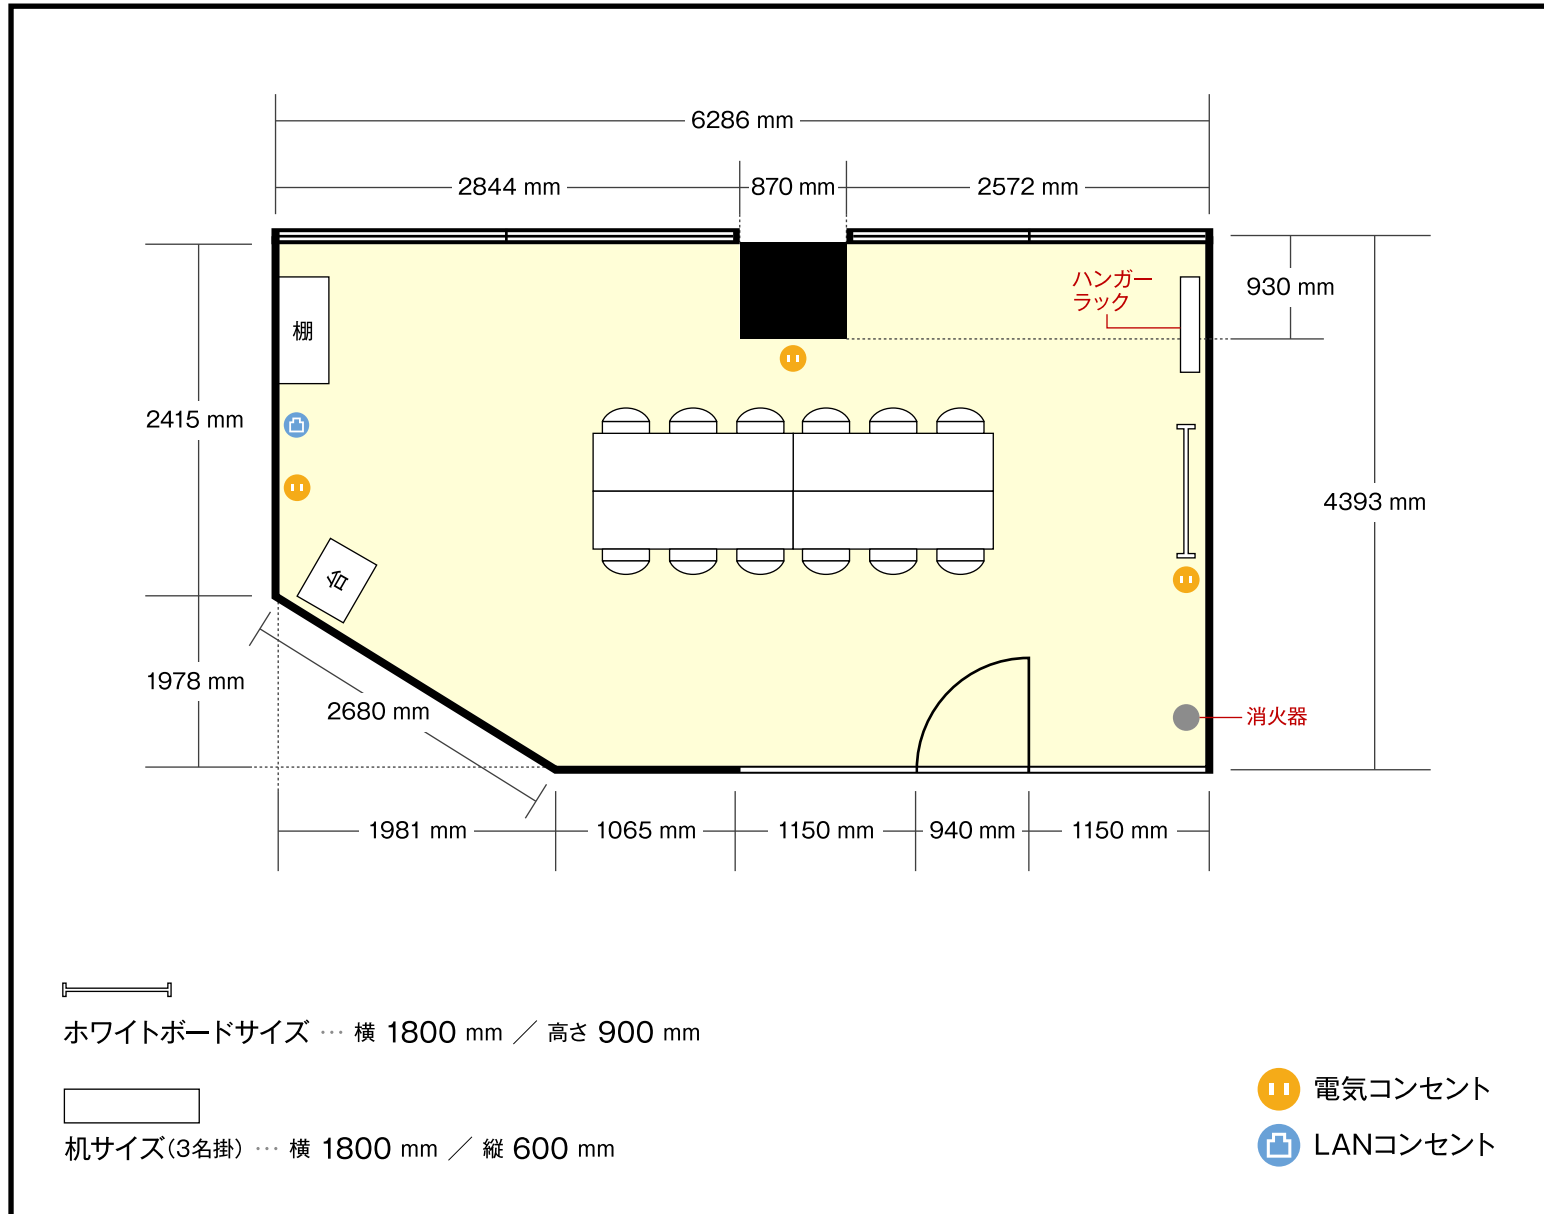 6286 mm
2844 mm
870 mm
2572 mm
ハンガー
ラック
930 mm
棚
2415 mm
4393 mm
台
1978 mm
2680 mm
消火器
1981 mm
1065 mm
1150 mm
940 mm
1150 mm
ホワイトボードサイズ … 横 1800 mm ／ 高さ 900 mm
机サイズ(3名掛) … 横 1800 mm ／ 縦 600 mm
電気コンセント
LANコンセント